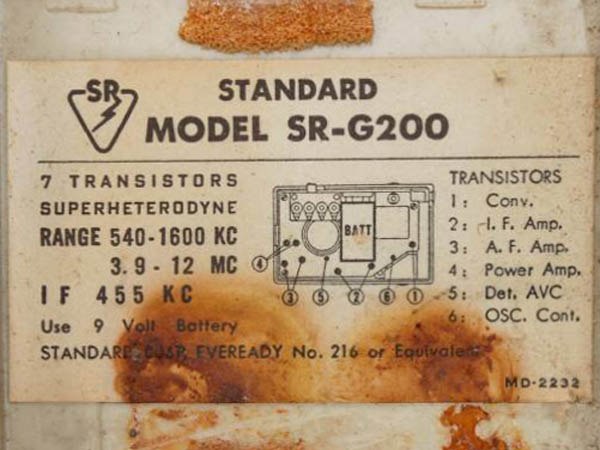 SR
STANDARD
MODEL SR-G200
7 TRANSISTORS
SUPERHETERODYNE
RANGE 540-1600 KC
3.9-12 MC
IF 455 KC
Use 9 Volt Battery
STANDARD EVEREADY No. 216 or Equivalent
BATT
4
3
5
2
6
1
TRANSISTORS
1: Conv.
2: I.F. Amp.
3: A.F. Amp.
4: Power Amp.
5: Det. AVC
6: OSC. Cont.
MD-2232